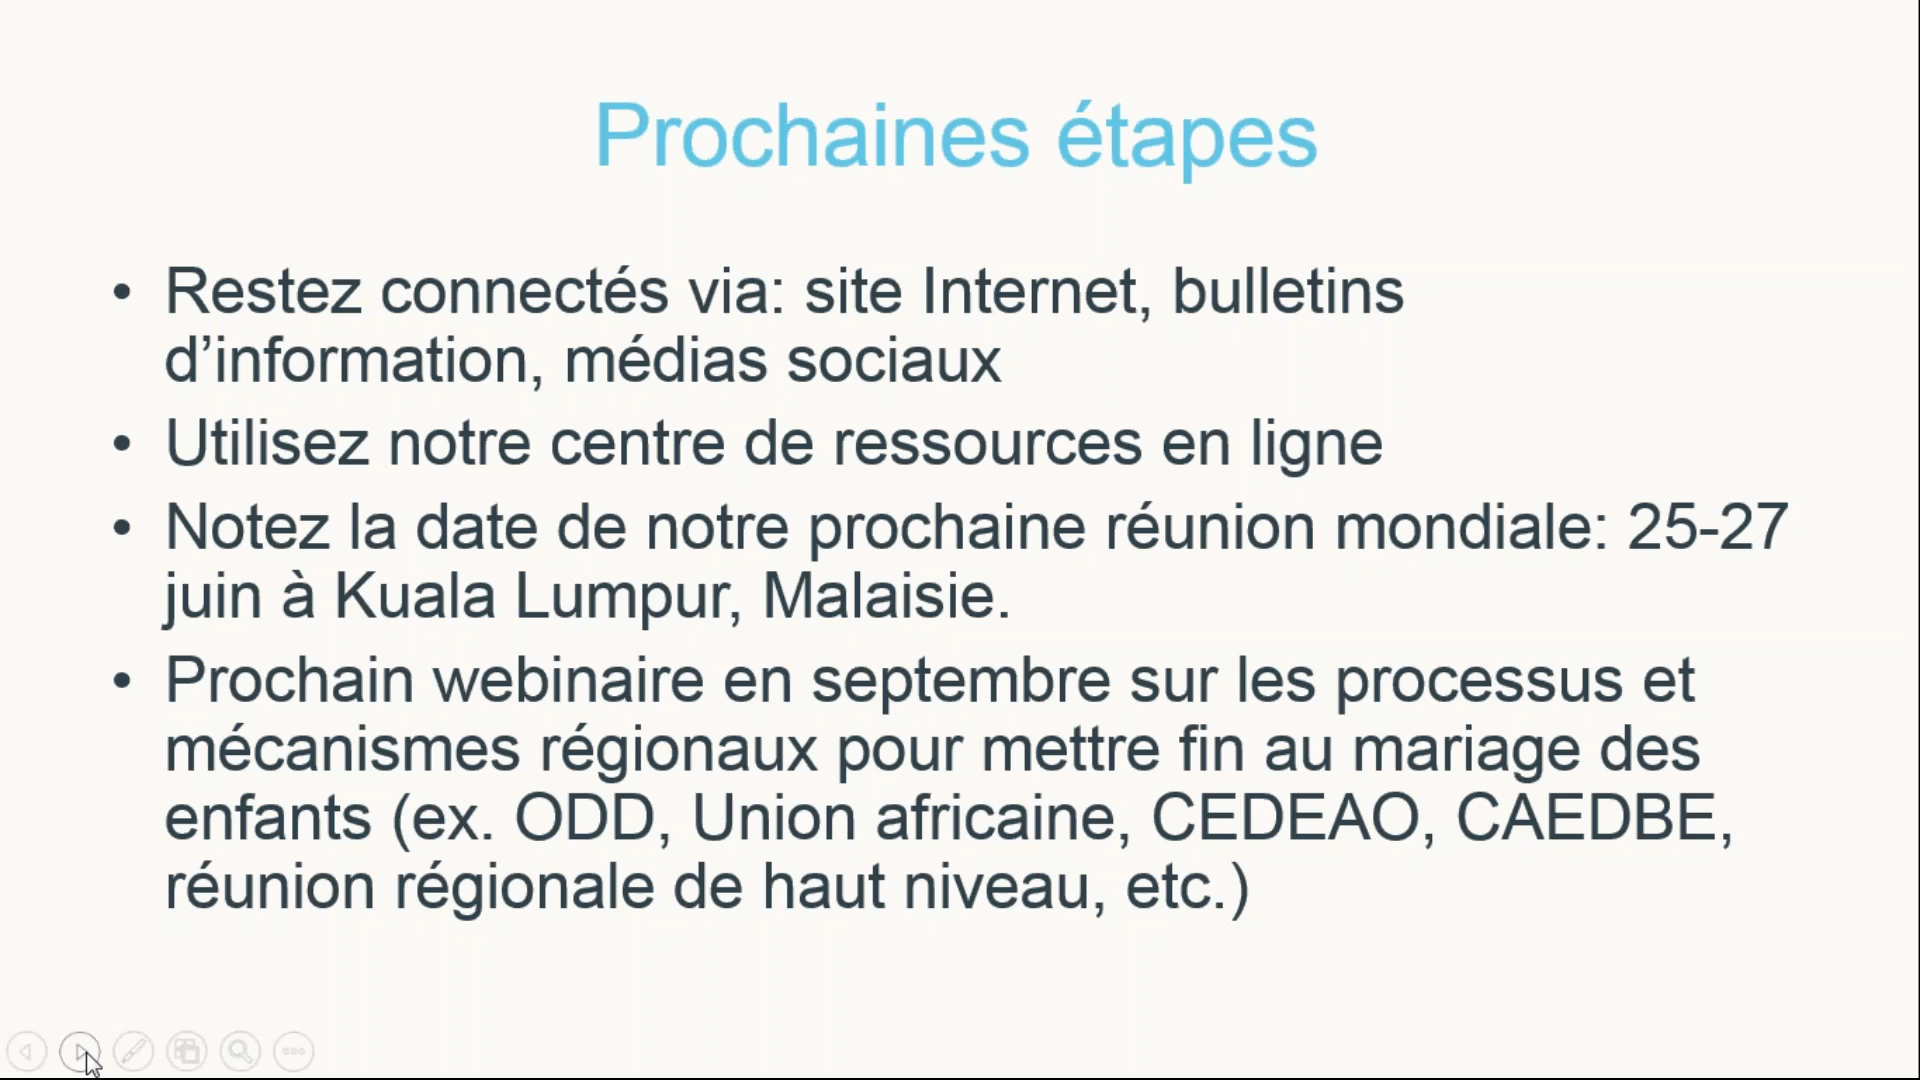 Prochaines étapes
• Restez connectés via: site Internet, bulletins
d’information, médias sociaux
• Utilisez notre centre de ressources en ligne
• Notez la date de notre prochaine réunion mondiale: 25-27
juin à Kuala Lumpur, Malaisie.
• Prochain webinaire en septembre sur les processus et
mécanismes régionaux pour mettre fin au mariage des
enfants (ex. ODD, Union africaine, CEDEAO, CAEDBE,
réunion régionale de haut niveau, etc.)